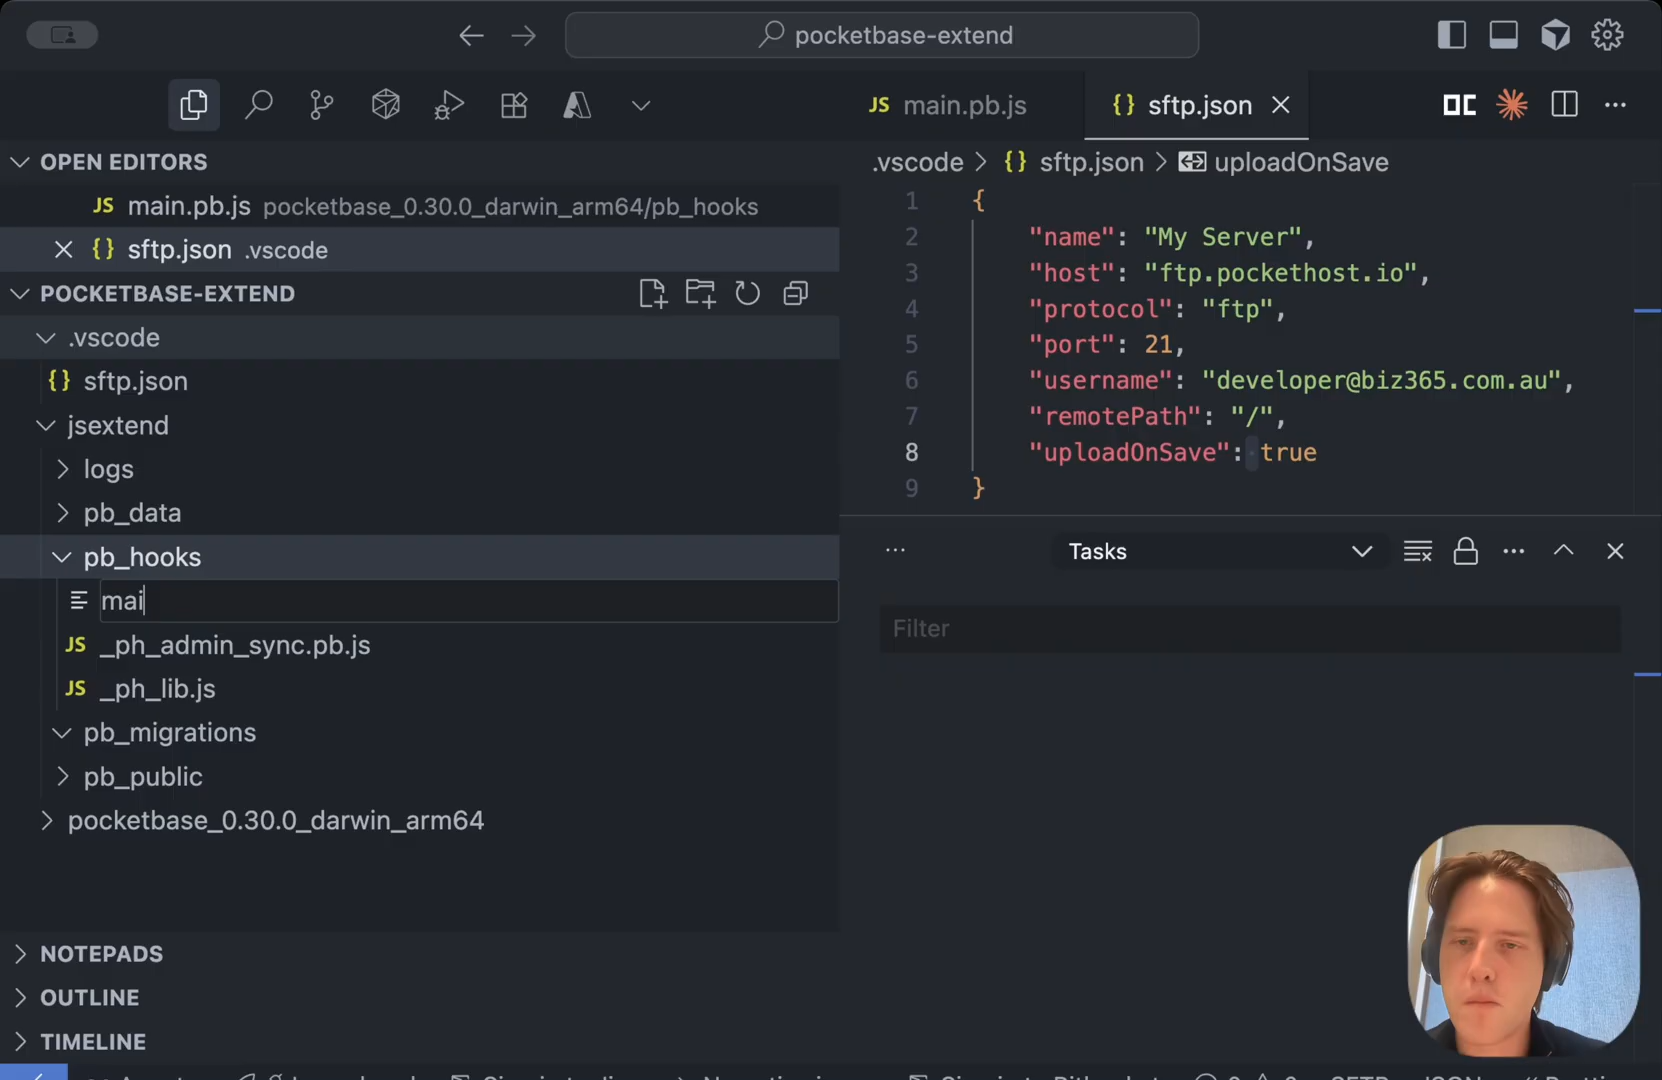 pocketbase-extend
JS main.pb.js
{} sftp.json
OPEN EDITORS
JS main.pb.js pocketbase_0.30.0_darwin_arm64/pb_hooks
{} sftp.json .vscode
POCKETBASE-EXTEND
.vscode
{} sftp.json
jsextend
logs
pb_data
pb_hooks
mai
JS _ph_admin_sync.pb.js
JS _ph_lib.js
pb_migrations
pb_public
pocketbase_0.30.0_darwin_arm64
NOTEPADS
OUTLINE
TIMELINE
.vscode > {} sftp.json > uploadOnSave
1 {
2 "name": "My Server",
3 "host": "ftp.pockethost.io",
4 "protocol": "ftp",
5 "port": 21,
6 "username": "developer@biz365.com.au",
7 "remotePath": "/",
8 "uploadOnSave": true
9 }
Tasks
Filter